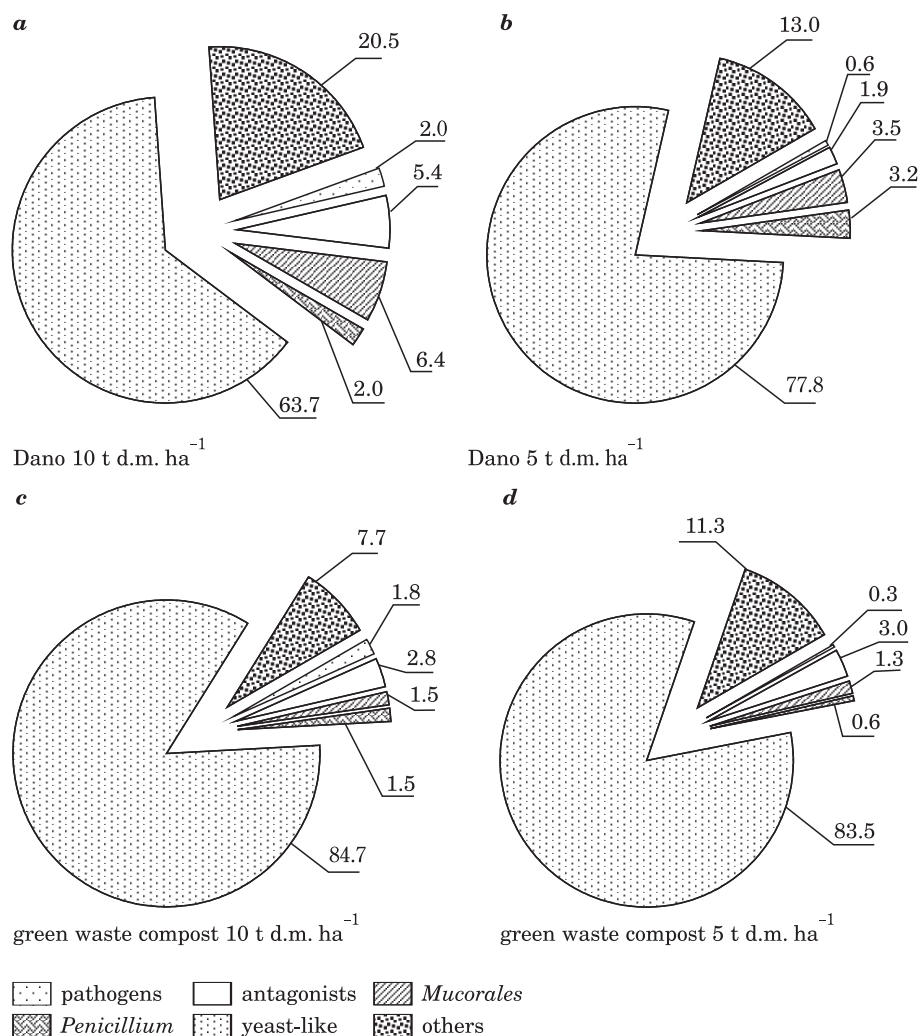 a
b
20.5
2.0
5.4
6.4
2.0
63.7
13.0
0.6
1.9
3.5
3.2
77.8
Dano 10 t d.m. ha⁻¹
Dano 5 t d.m. ha⁻¹
c
d
7.7
1.8
2.8
1.5
1.5
84.7
11.3
0.3
3.0
1.3
0.6
83.5
green waste compost 10 t d.m. ha⁻¹
green waste compost 5 t d.m. ha⁻¹
pathogens antagonists Mucorales
Penicillium yeast-like others